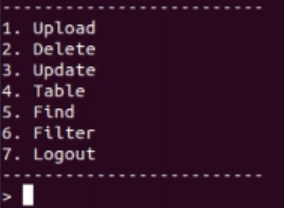 --------------------------
1. Upload
2. Delete
3. Update
4. Table
5. Find
6. Filter
7. Logout
--------------------------
>